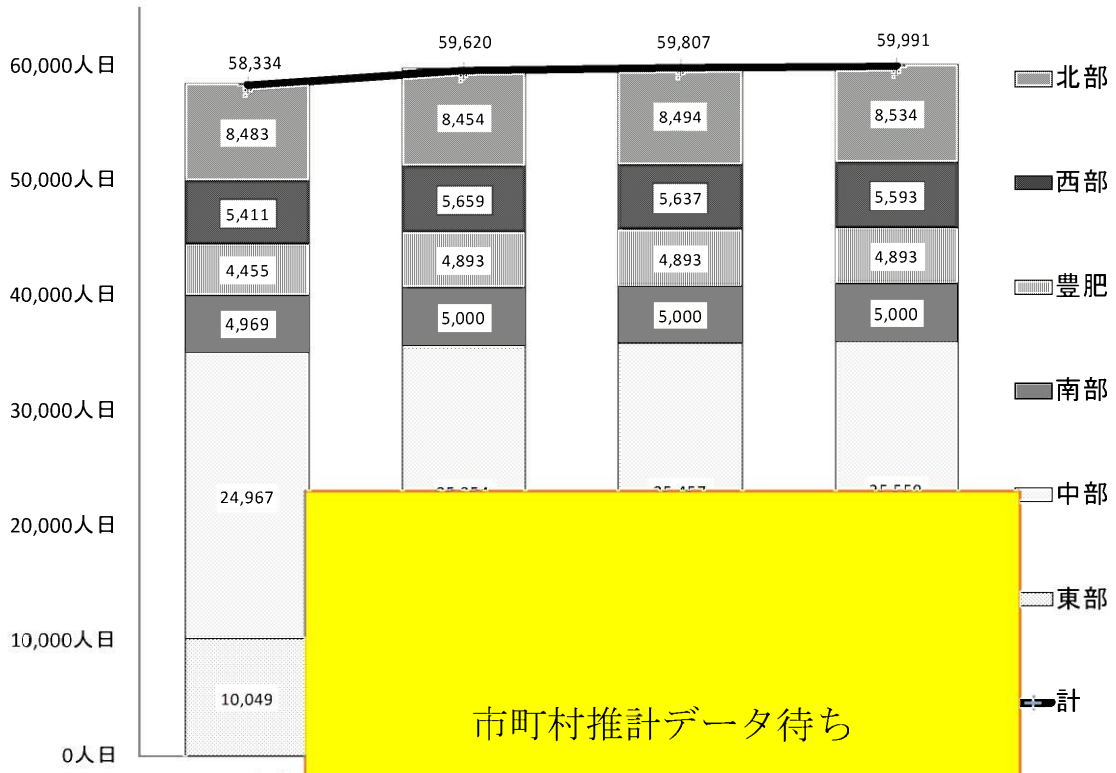 58,334
59,620
59,807
59,991
60,000人日
50,000人日
40,000人日
30,000人日
20,000人日
10,000人日
0人日
8,483
8,454
8,494
8,534
5,411
5,659
5,637
5,593
4,455
4,893
4,893
4,893
4,969
5,000
5,000
5,000
24,967
10,049
市町村推計データ待ち
北部
西部
豊肥
南部
中部
東部
計